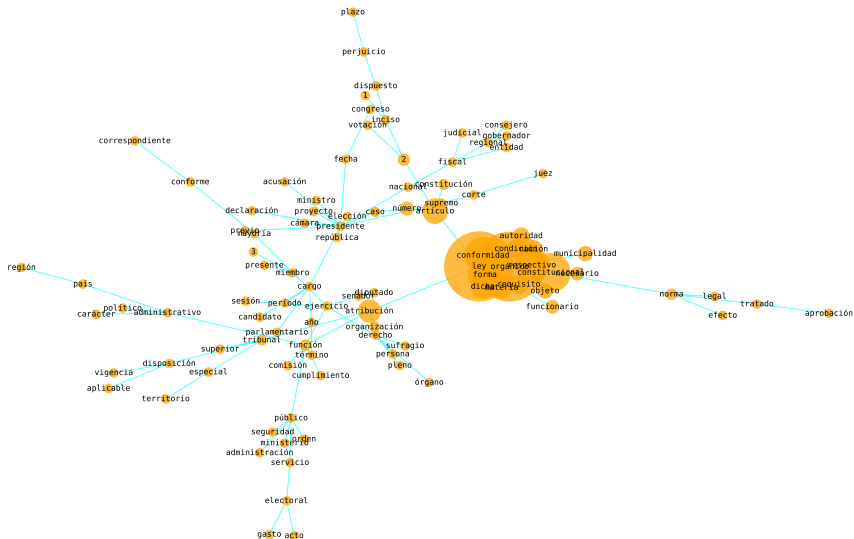 plazo
perjuicio
dispuesto
1
congreso
inciso
votación
consejero
judicial
gobernador
regional
entidad
correspondiente
2
fiscal
fecha
juez
conforme
acusación
nacional
constitución
corte
ministro
supremo
declaración
proyecto
caso
número
artículo
elección
cámara
presidente
previo
mayoría
república
autoridad
3
condición
nación
conformidad
municipalidad
presente
ley orgánica
respectivo
región
miembro
forma
constitucional
necesario
país
cargo
dicha
materia
requisito
objeto
diputado
senador
norma
legal
sesión
período
ejercicio
tratado
político
funcionario
carácter
administrativo
atribución
efecto
aprobación
candidato
año
organización
parlamentario
derecho
tribunal
función
sufragio
superior
término
persona
disposición
comisión
pleno
vigencia
especial
cumplimiento
órgano
aplicable
territorio
público
seguridad
orden
ministerio
administración
servicio
electoral
gasto
acto